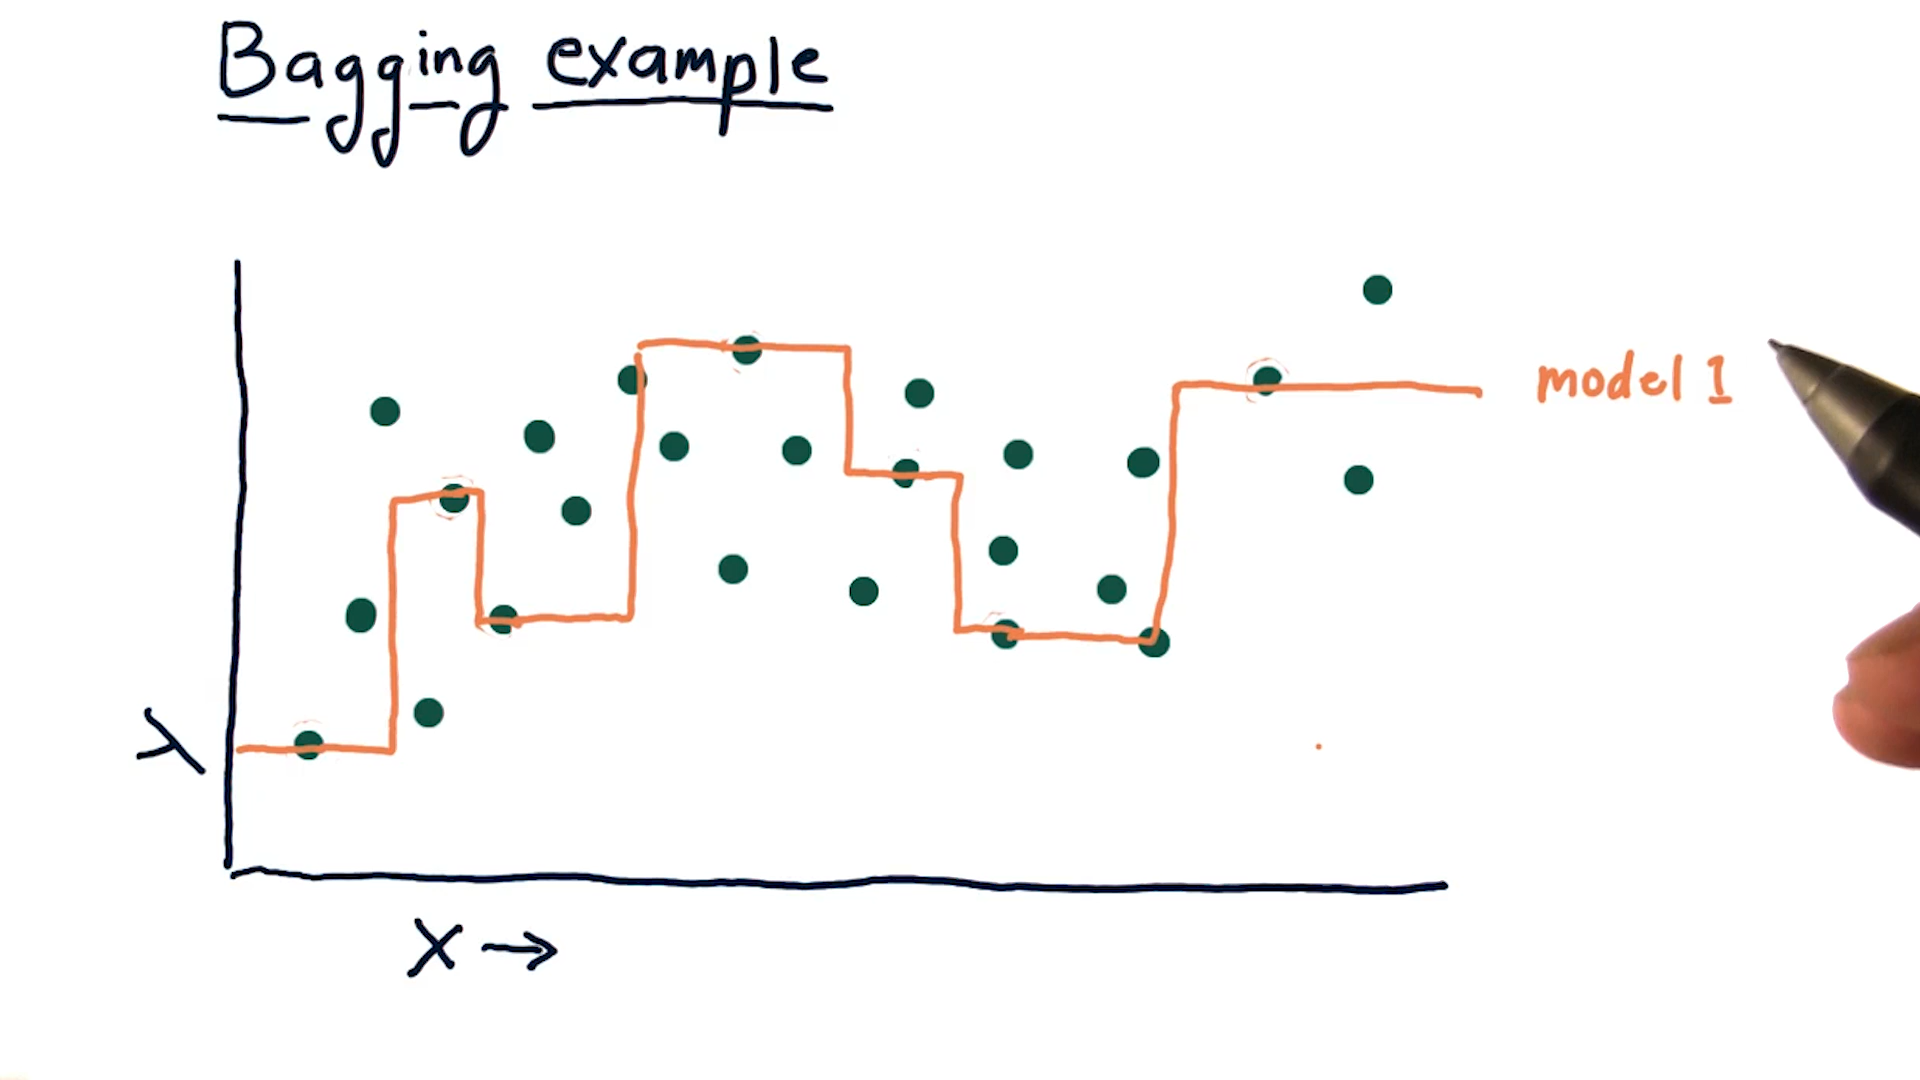 Bagging example
model 1
Y
X →